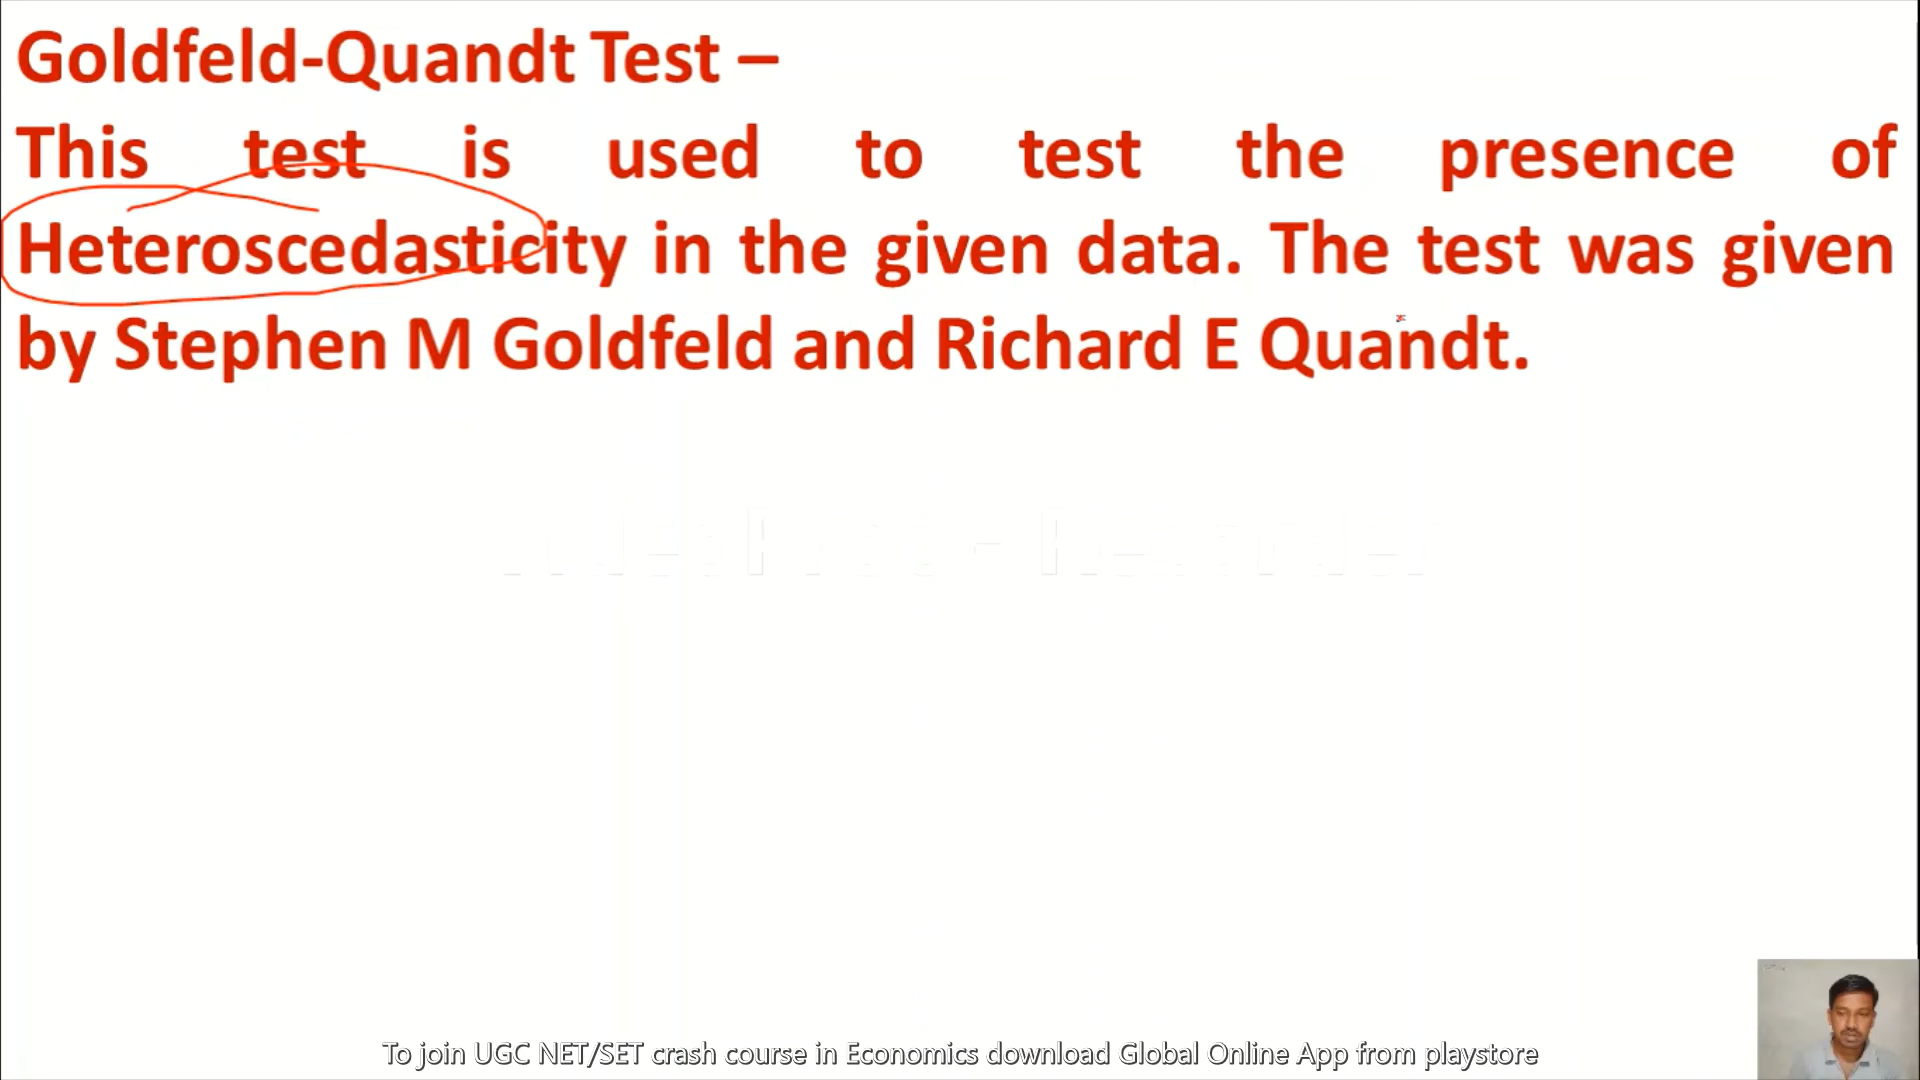 Goldfeld-Quandt Test –
This test is used to test the presence of
Heteroscedasticity in the given data. The test was given
by Stephen M Goldfeld and Richard E Quandt.
To join UGC NET/SET crash course in Economics download Global Online App from playstore